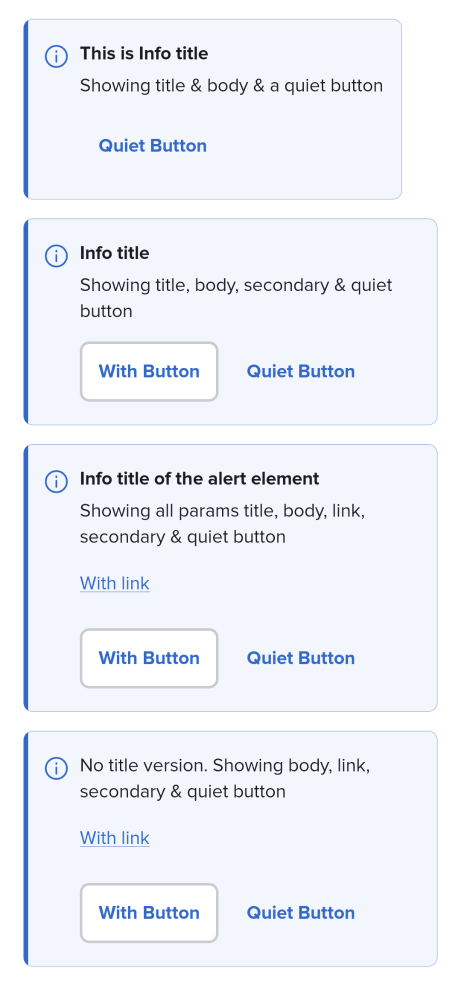 This is Info title
Showing title & body & a quiet button
Quiet Button
Info title
Showing title, body, secondary & quiet
button
With Button
Quiet Button
Info title of the alert element
Showing all params title, body, link,
secondary & quiet button
With link
With Button
Quiet Button
No title version. Showing body, link,
secondary & quiet button
With link
With Button
Quiet Button